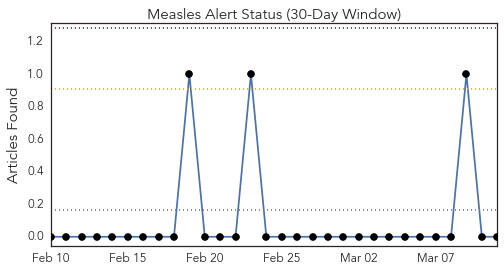 Measles Alert Status (30-Day Window)
Articles Found
1.2
1.0
0.8
0.6
0.4
0.2
0.0
Feb 10 Feb 15 Feb 20 Feb 25 Mar 02 Mar 07